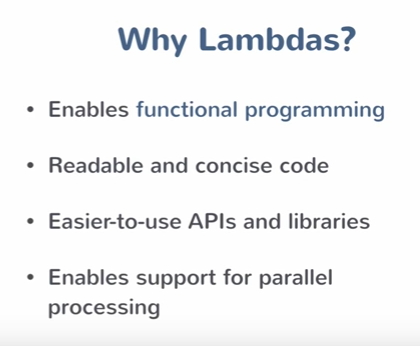 Why Lambdas?
• Enables functional programming
• Readable and concise code
• Easier-to-use APIs and libraries
• Enables support for parallel
processing